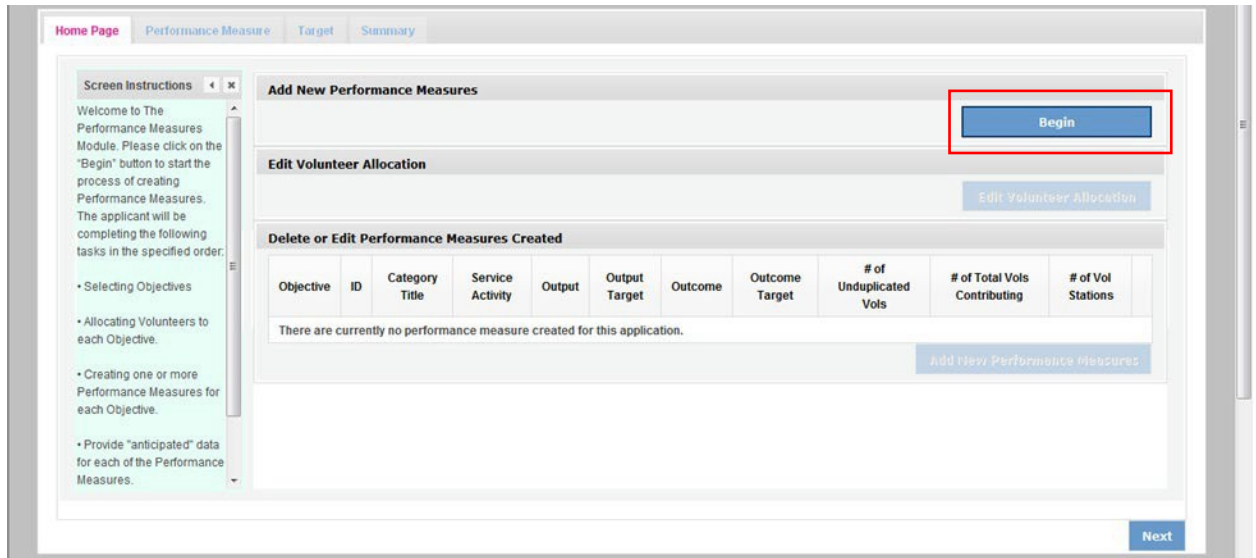 Home Page Performance Measure Target Summary
Screen Instructions
Welcome to The
Performance Measures
Module. Please click on the
"Begin" button to start the
process of creating
Performance Measures.
The applicant will be
completing the following
tasks in the specified order:
• Selecting Objectives
• Allocating Volunteers to
each Objective.
• Creating one or more
Performance Measures for
each Objective.
• Provide "anticipated" data
for each of the Performance
Measures.
Add New Performance Measures
Begin
Edit Volunteer Allocation
Edit Volunteer Allocation
Delete or Edit Performance Measures Created
Objective ID Category Title Service Activity Output Output Target Outcome Outcome Target # of Unduplicated Vols # of Total Vols Contributing # of Vol Stations
There are currently no performance measure created for this application.
Add New Performance Measures
Next